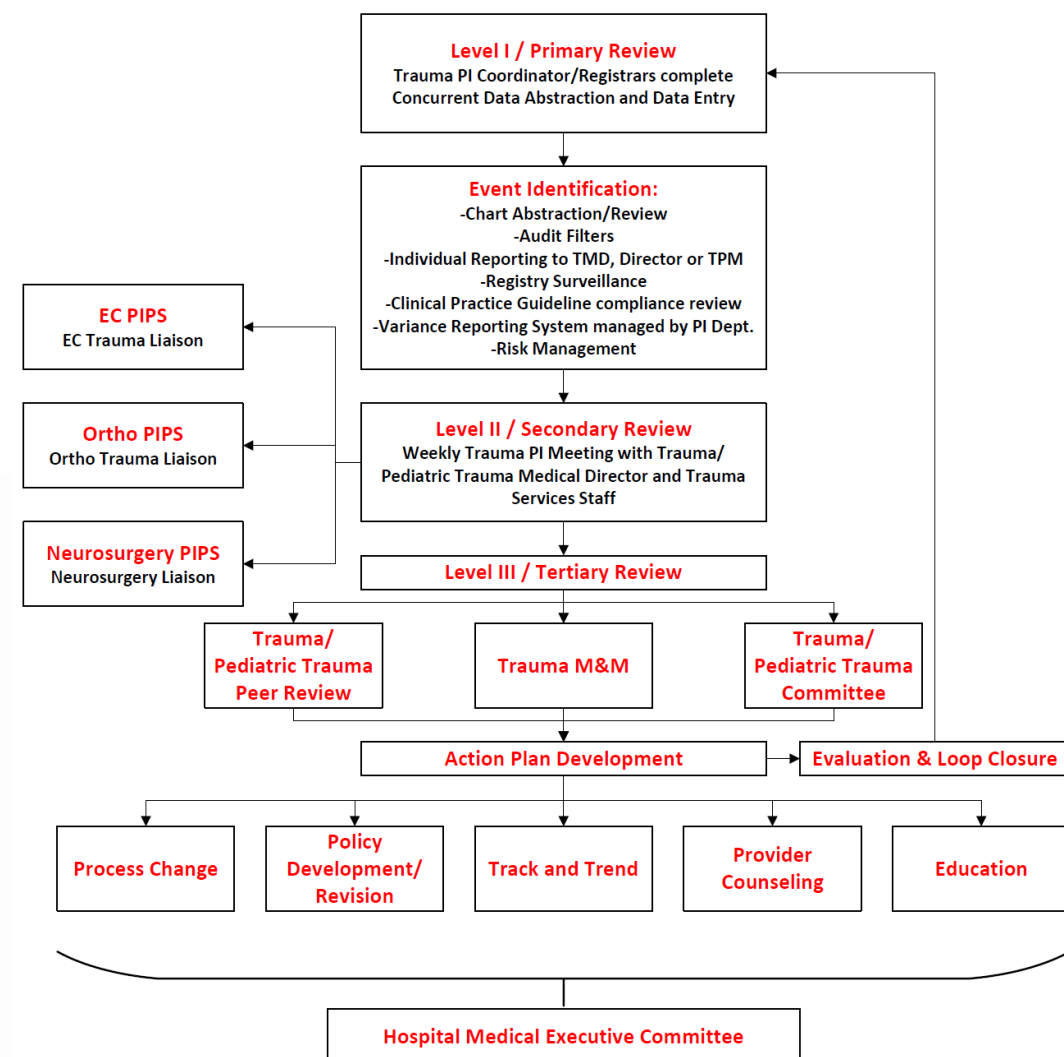 Level I / Primary Review
Trauma PI Coordinator/Registrars complete
Concurrent Data Abstraction and Data Entry
Event Identification:
-Chart Abstraction/Review
-Audit Filters
-Individual Reporting to TMD, Director or TPM
-Registry Surveillance
-Clinical Practice Guideline compliance review
-Variance Reporting System managed by PI Dept.
-Risk Management
EC PIPS
EC Trauma Liaison
Ortho PIPS
Ortho Trauma Liaison
Neurosurgery PIPS
Neurosurgery Liaison
Level II / Secondary Review
Weekly Trauma PI Meeting with Trauma/
Pediatric Trauma Medical Director and Trauma
Services Staff
Level III / Tertiary Review
Trauma/
Pediatric Trauma
Peer Review
Trauma M&M
Trauma/
Pediatric Trauma
Committee
Action Plan Development
Evaluation & Loop Closure
Process Change
Policy
Development/
Revision
Track and Trend
Provider
Counseling
Education
Hospital Medical Executive Committee